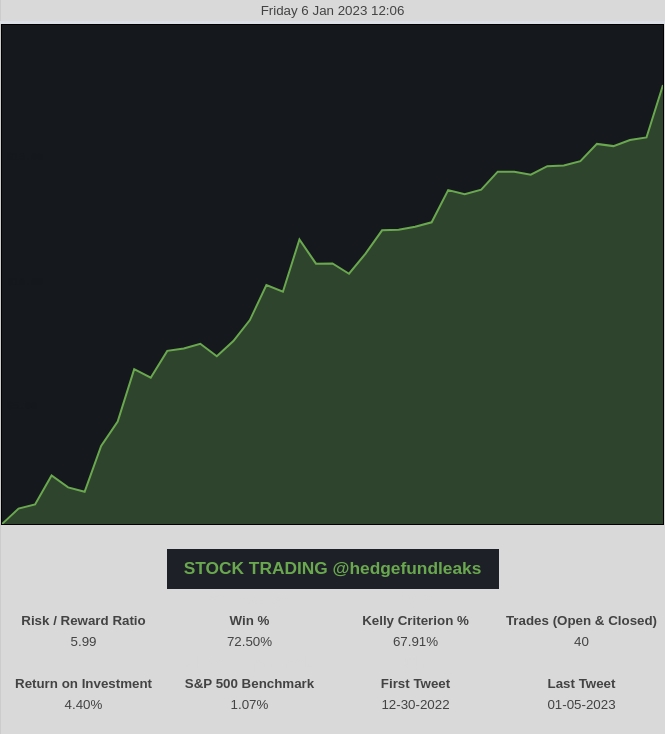 Friday 6 Jan 2023 12:06
STOCK TRADING @hedgefundleaks
Risk / Reward Ratio Win % Kelly Criterion % Trades (Open & Closed)
5.99 72.50% 67.91% 40
Return on Investment S&P 500 Benchmark First Tweet Last Tweet
4.40% 1.07% 12-30-2022 01-05-2023